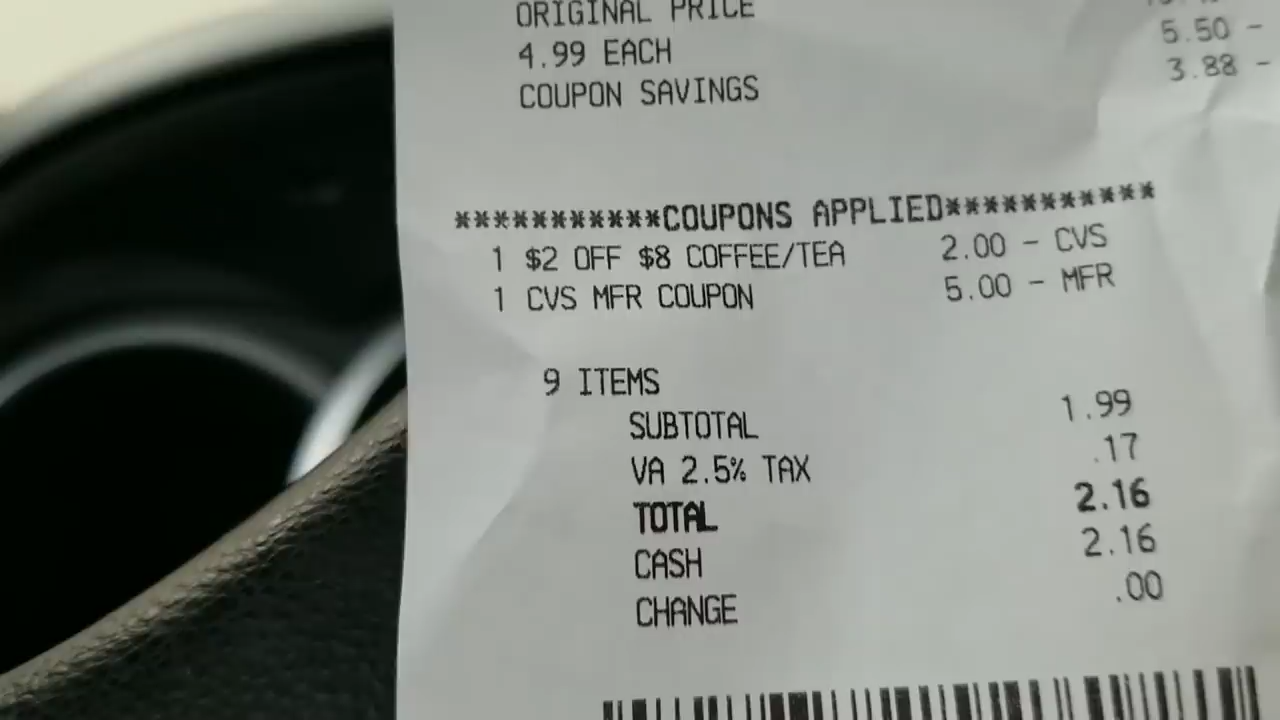 ORIGINAL PRICE
4.99 EACH 5.50 -
COUPON SAVINGS 3.88 -
***********COUPONS APPLIED***********
1 $2 OFF $8 COFFEE/TEA 2.00 - CVS
1 CVS MFR COUPON 5.00 - MFR
9 ITEMS
SUBTOTAL 1.99
VA 2.5% TAX .17
TOTAL 2.16
CASH 2.16
CHANGE .00